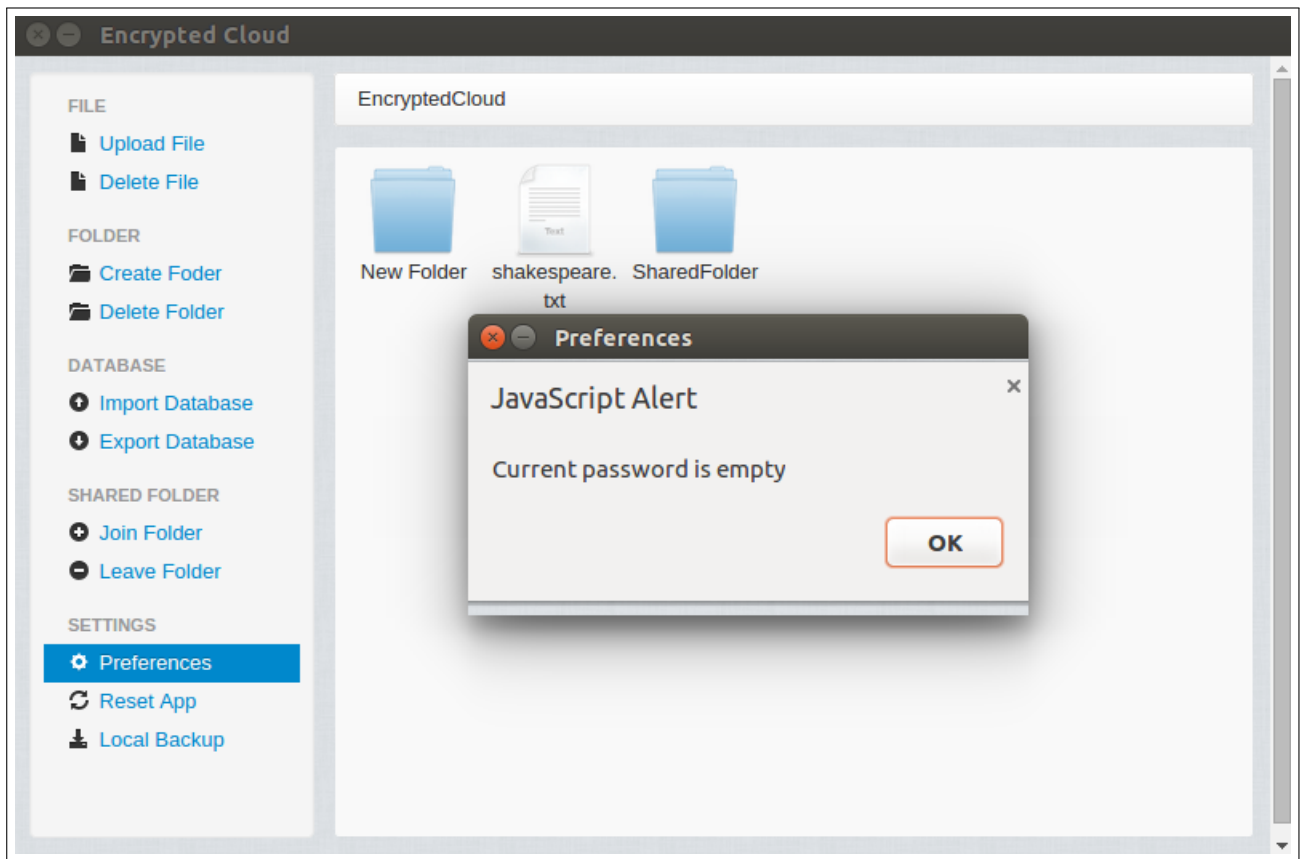 Encrypted Cloud
FILE
Upload File
Delete File
FOLDER
Create Foder
Delete Folder
DATABASE
Import Database
Export Database
SHARED FOLDER
Join Folder
Leave Folder
SETTINGS
Preferences
Reset App
Local Backup
EncryptedCloud
Text
New Folder shakespeare. SharedFolder
txt
Preferences
JavaScript Alert
Current password is empty
OK